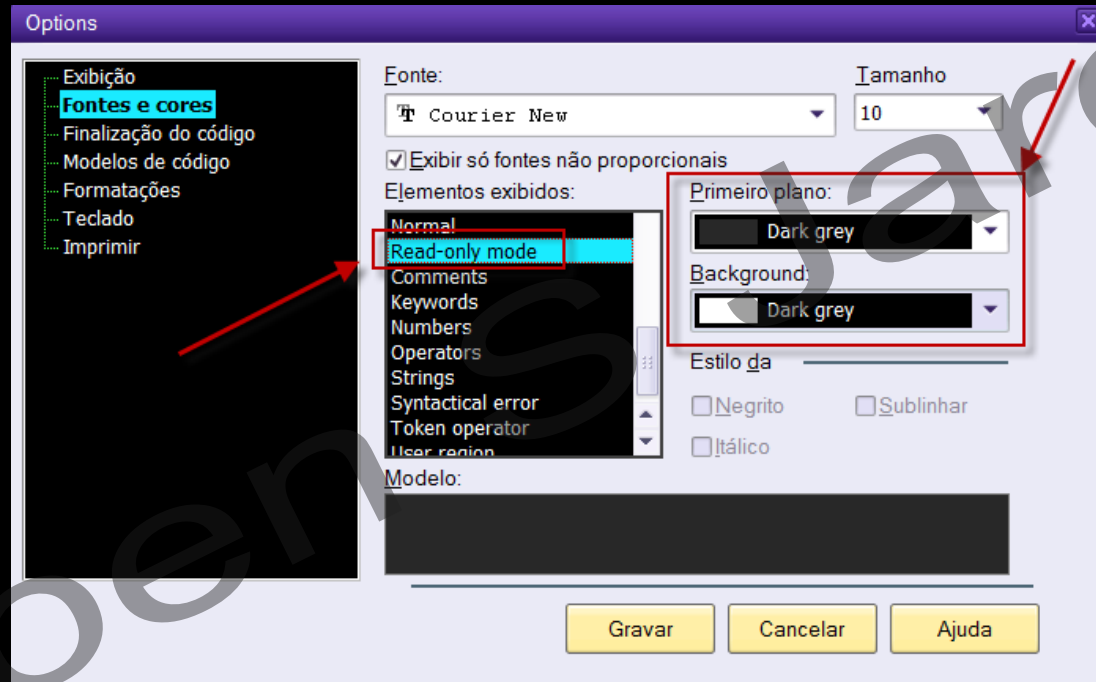 Options
Exibição
Fontes e cores
Finalização do código
Modelos de código
Formatações
Teclado
Imprimir
Fonte:
Tamanho
Courier New
10
Exibir só fontes não proporcionais
Elementos exibidos:
Primeiro plano:
Normal
Read-only mode
Comments
Keywords
Numbers
Operators
Strings
Syntactical error
Token operator
User region
Dark grey
Background:
Dark grey
Estilo da
Negrito
Sublinhar
Itálico
Modelo:
Gravar
Cancelar
Ajuda